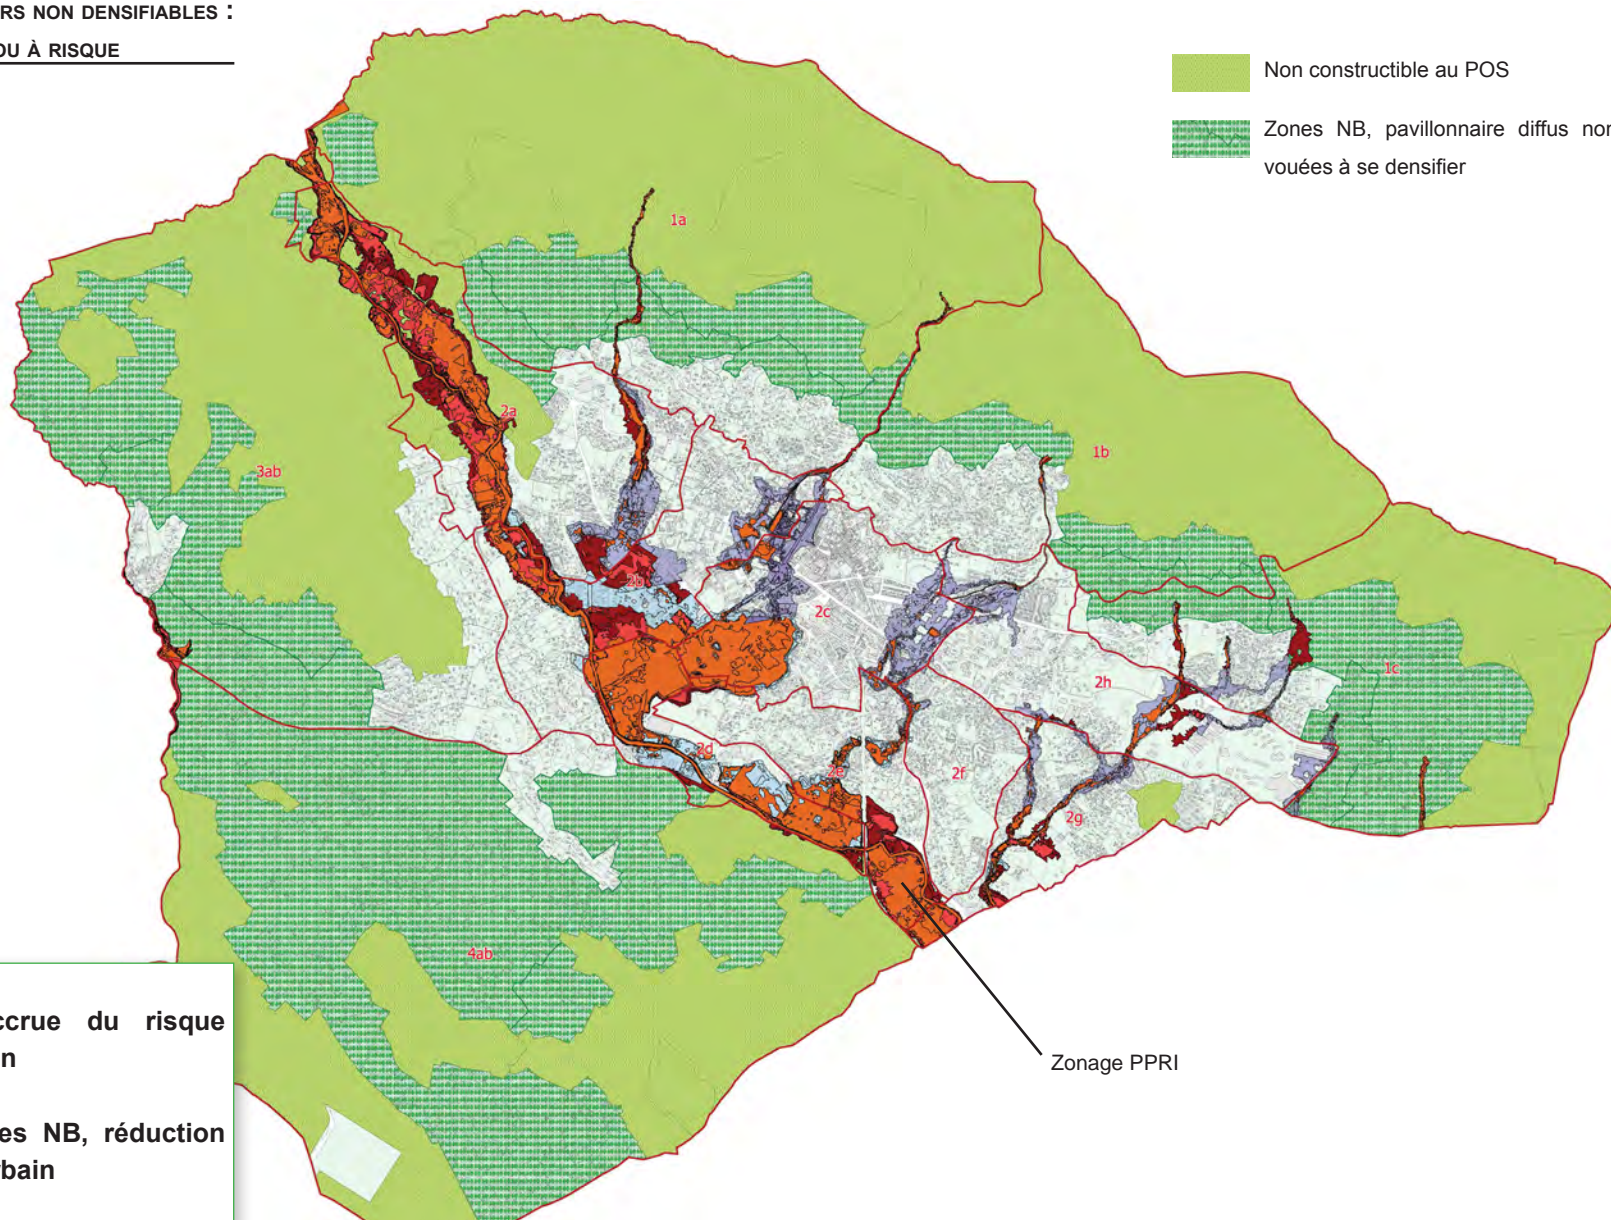 RS NON DENSIFIABLES :
OU À RISQUE
Non constructible au POS
Zones NB, pavillonnaire diffus non
vouées à se densifier
1a
2a
1b
3ab
2b
2c
1c
2h
2d
2e
2f
2g
4ab
Zonage PPRI
ccrue du risque
n
es NB, réduction
bain